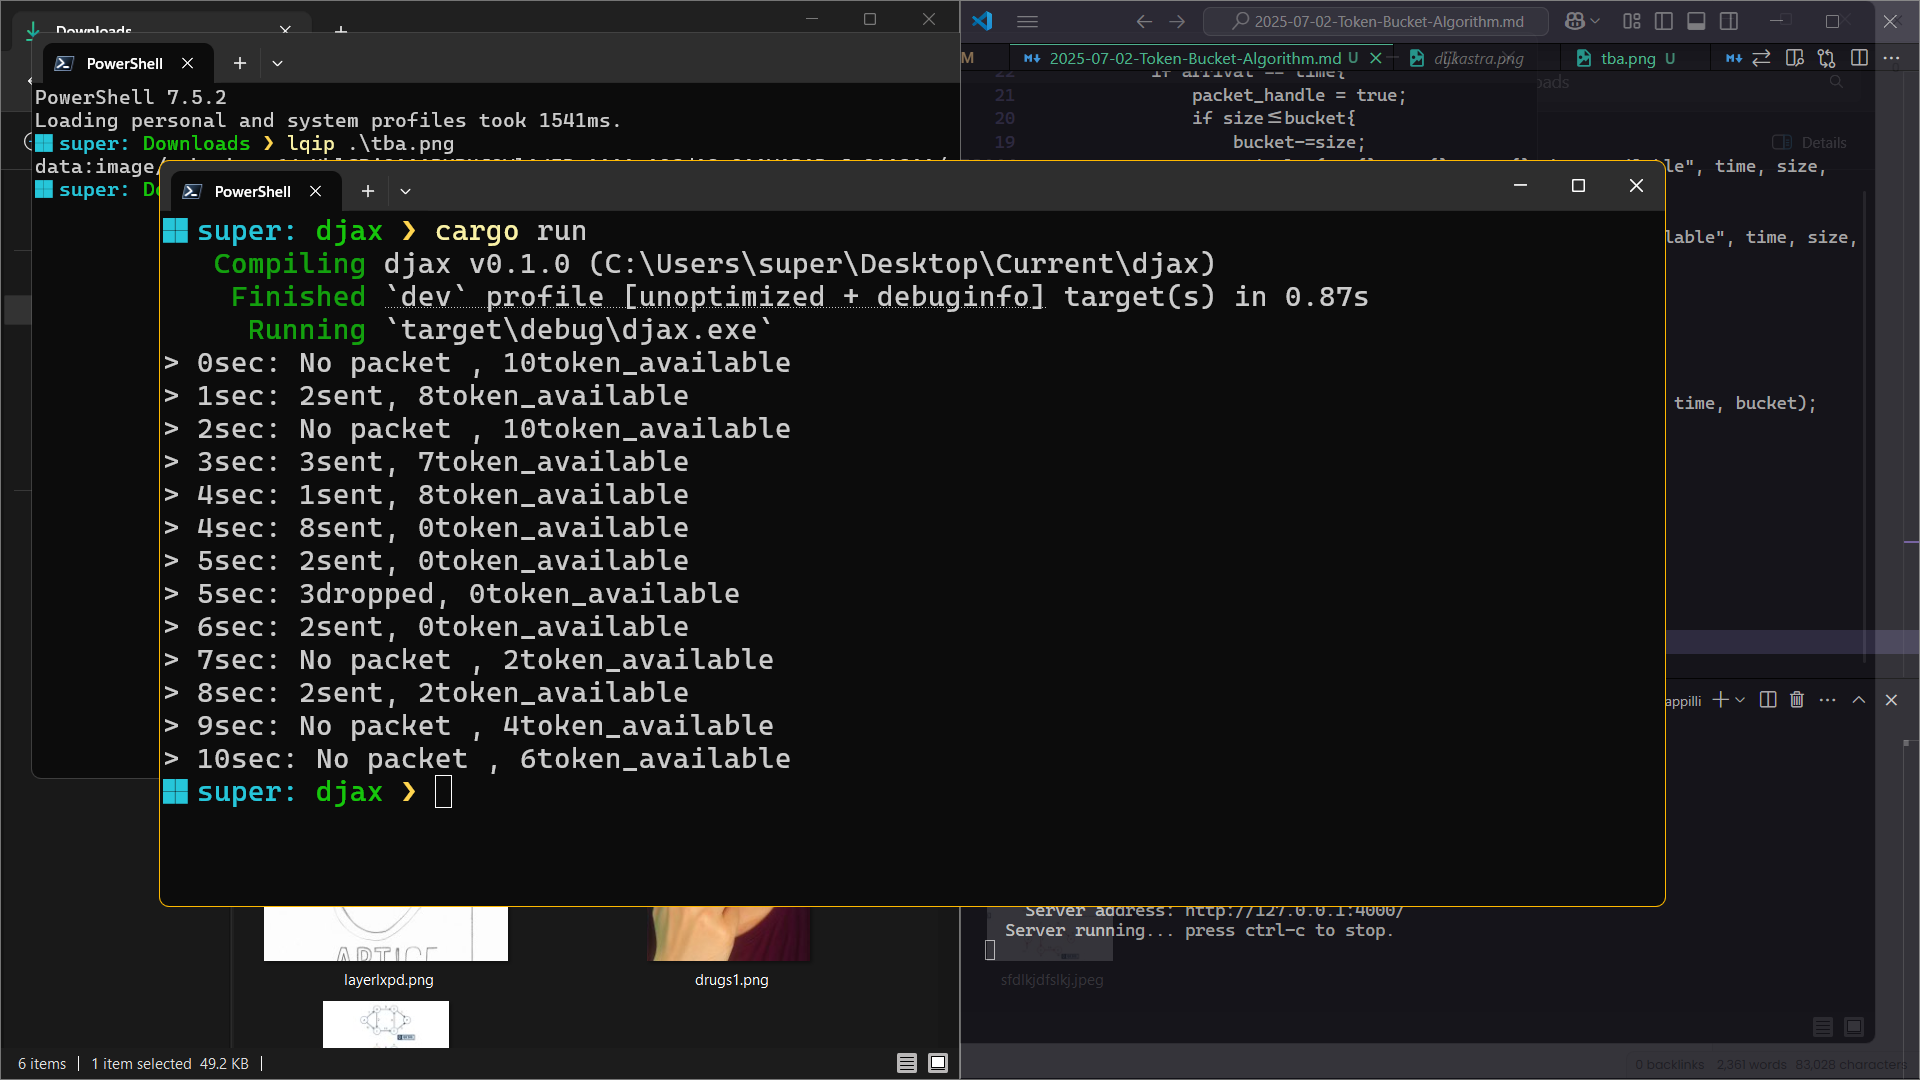 Downloads
PowerShell
PowerShell 7.5.2
Loading personal and system profiles took 1541ms.
super: Downloads ❯ lqip .\tba.png
data:image/
super: Do
PowerShell
super: djax ❯ cargo run
Compiling djax v0.1.0 (C:\Users\super\Desktop\Current\djax)
Finished `dev` profile [unoptimized + debuginfo] target(s) in 0.87s
Running `target\debug\djax.exe`
> 0sec: No packet , 10token_available
> 1sec: 2sent, 8token_available
> 2sec: No packet , 10token_available
> 3sec: 3sent, 7token_available
> 4sec: 1sent, 8token_available
> 4sec: 8sent, 0token_available
> 5sec: 2sent, 0token_available
> 5sec: 3dropped, 0token_available
> 6sec: 2sent, 0token_available
> 7sec: No packet , 2token_available
> 8sec: 2sent, 2token_available
> 9sec: No packet , 4token_available
> 10sec: No packet , 6token_available
super: djax ❯
layerlxpd.png
drugs1.png
6 items
1 item selected 49.2 KB
2025-07-02-Token-Bucket-Algorithm.md
M
2025-07-02-Token-Bucket-Algorithm.md U
dijkastra.png
tba.png U
22 if arrival == time{
21 packet_handle = true;
20 if size≤bucket{
19 bucket-=size;
Details
le", time, size,
lable", time, size,
time, bucket);
appilli
Server address: http://127.0.0.1:4000/
Server running... press ctrl-c to stop.
sfdlkjdfslkj.jpeg
0 backlinks 2,361 words 83,028 characters